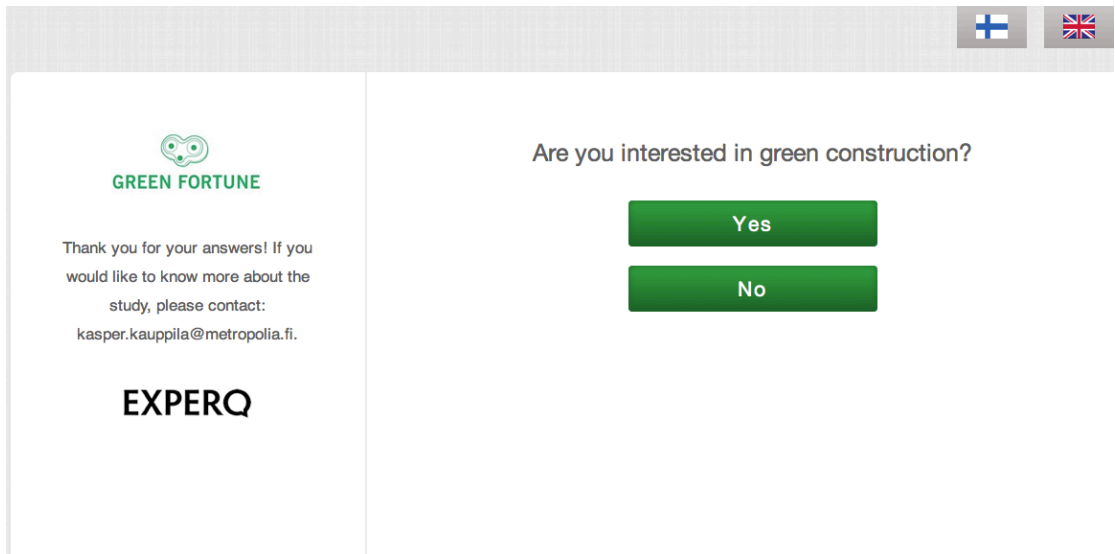 GREEN FORTUNE
Thank you for your answers! If you
would like to know more about the
study, please contact:
kasper.kauppila@metropolia.fi.
EXPERQ
Are you interested in green construction?
Yes
No